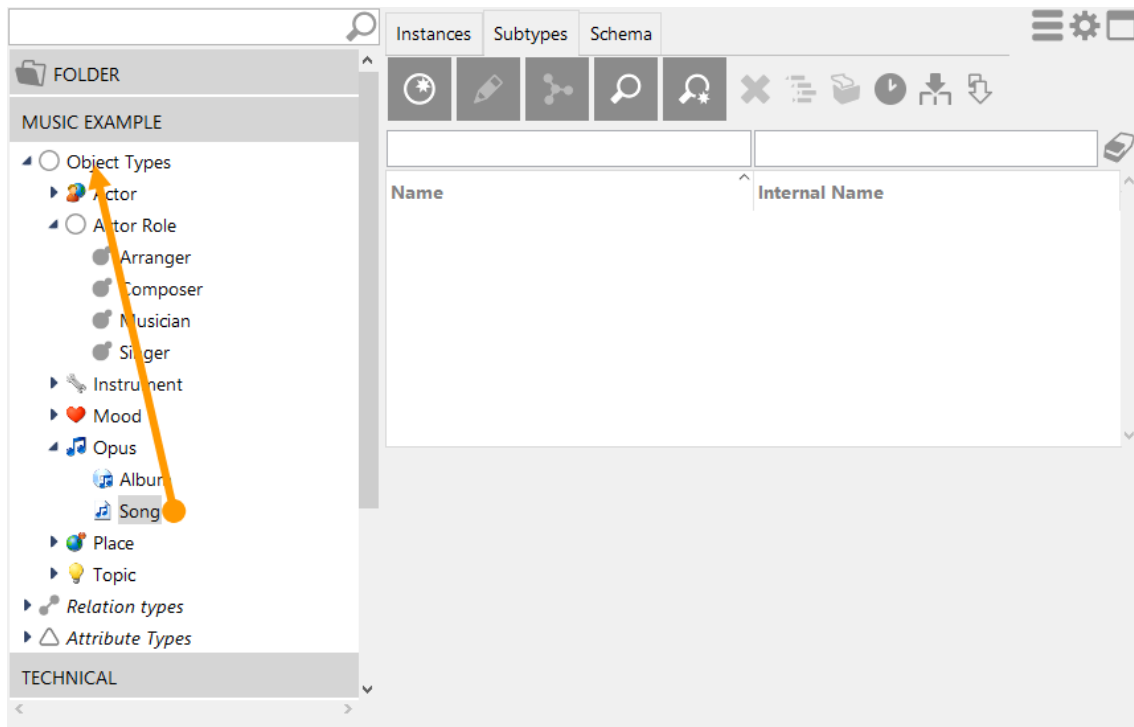 FOLDER
MUSIC EXAMPLE
Object Types
Actor
Actor Role
Arranger
Composer
Musician
Singer
Instrument
Mood
Opus
Album
Song
Place
Topic
Relation types
Attribute Types
TECHNICAL
Instances Subtypes Schema
Name Internal Name